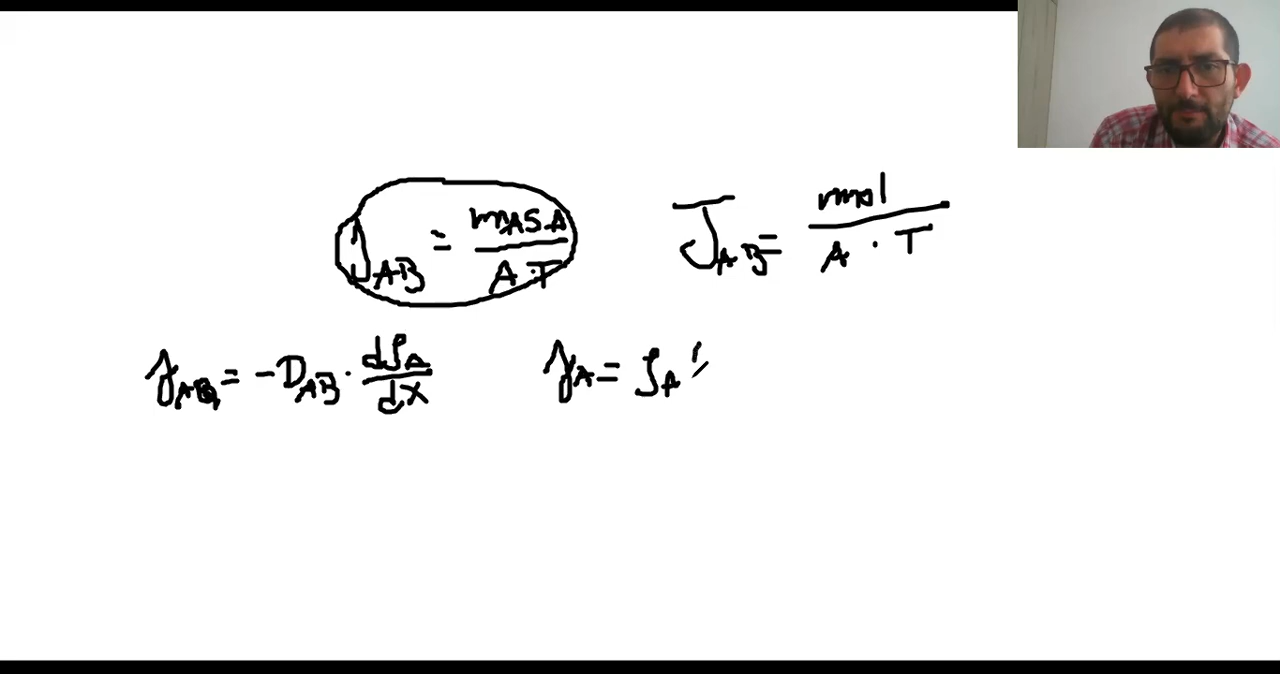 j_AB = masa / A·T    J_AB = mol / A·T
j_AB = -D_AB · dρ_A / dx    j_A = ρ_A